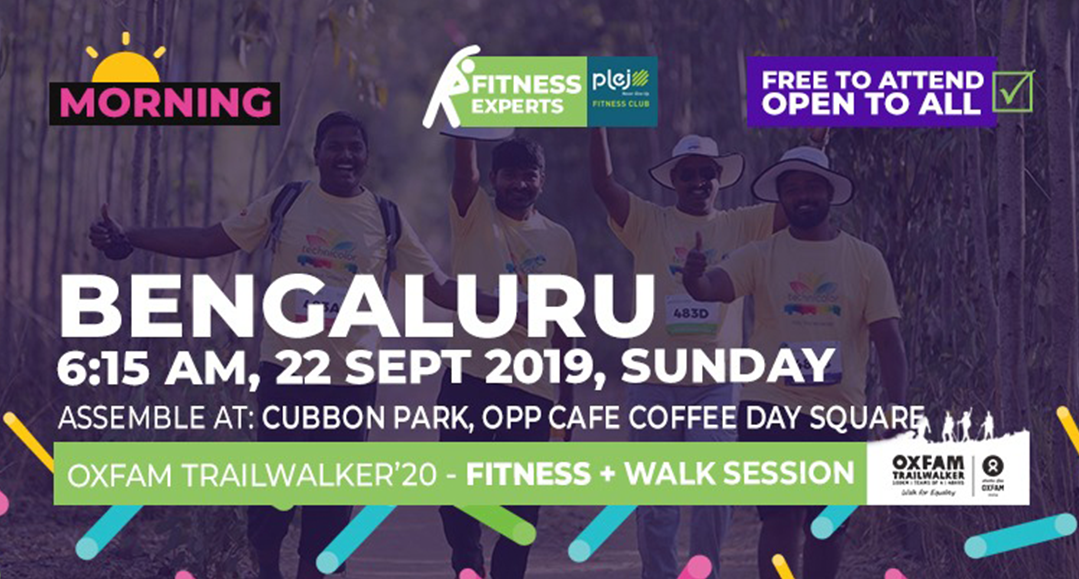 MORNING
FITNESS
EXPERTS
plej
FITNESS CLUB
FREE TO ATTEND
OPEN TO ALL
technicolor
483D
BENGALURU
6:15 AM, 22 SEPT 2019, SUNDAY
ASSEMBLE AT: CUBBON PARK, OPP CAFE COFFEE DAY SQUARE
OXFAM TRAILWALKER'20 - FITNESS + WALK SESSION
OXFAM
TRAILWALKER
Walk for Equality
OXFAM